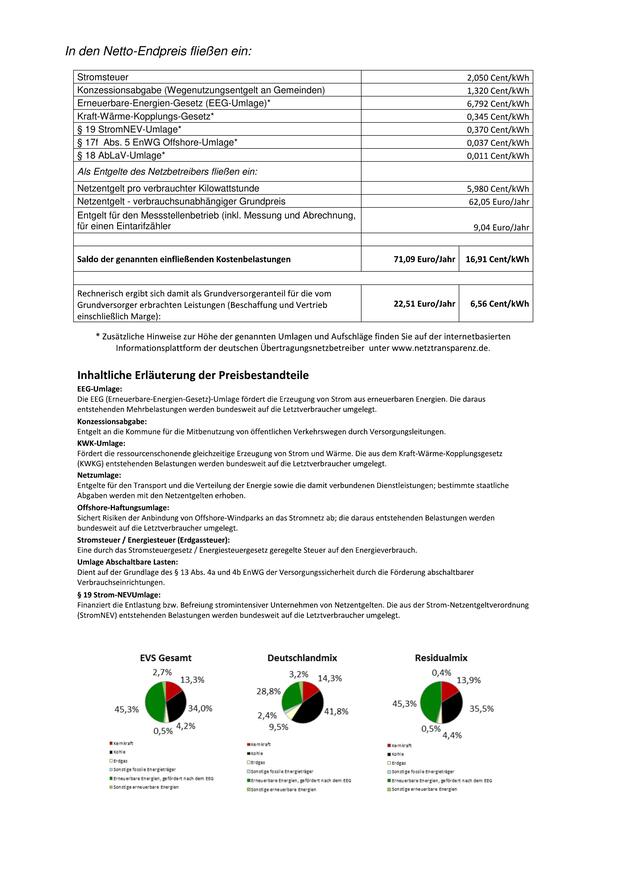 In den Netto-Endpreis fließen ein:
Stromsteuer 2,050 Cent/kWh
Konzessionsabgabe (Wegenutzungsentgelt an Gemeinden) 1,320 Cent/kWh
Erneuerbare-Energien-Gesetz (EEG-Umlage)* 6,792 Cent/kWh
Kraft-Wärme-Kopplungs-Gesetz* 0,345 Cent/kWh
§ 19 StromNEV-Umlage* 0,370 Cent/kWh
§ 17f Abs. 5 EnWG Offshore-Umlage* 0,037 Cent/kWh
§ 18 AbLaV-Umlage* 0,011 Cent/kWh
Als Entgelte des Netzbetreibers fließen ein:
Netzentgelt pro verbrauchter Kilowattstunde 5,980 Cent/kWh
Netzentgelt - verbrauchsunabhängiger Grundpreis 62,05 Euro/Jahr
Entgelt für den Messstellenbetrieb (inkl. Messung und Abrechnung,
für einen Eintarifzähler 9,04 Euro/Jahr
Saldo der genannten einfließenden Kostenbelastungen 71,09 Euro/Jahr 16,91 Cent/kWh
Rechnerisch ergibt sich damit als Grundversorgeranteil für die vom
Grundversorger erbrachten Leistungen (Beschaffung und Vertrieb 22,51 Euro/Jahr 6,56 Cent/kWh
einschließlich Marge):
* Zusätzliche Hinweise zur Höhe der genannten Umlagen und Aufschläge finden Sie auf der internetbasierten
Informationsplattform der deutschen Übertragungsnetzbetreiber unter www.netztransparenz.de.
Inhaltliche Erläuterung der Preisbestandteile
EEG-Umlage:
Die EEG (Erneuerbare-Energien-Gesetz)-Umlage fördert die Erzeugung von Strom aus erneuerbaren Energien. Die daraus
entstehenden Mehrbelastungen werden bundesweit auf die Letztverbraucher umgelegt.
Konzessionsabgabe:
Entgelt an die Kommune für die Mitbenutzung von öffentlichen Verkehrswegen durch Versorgungsleitungen.
KWK-Umlage:
Fördert die ressourcenschonende gleichzeitige Erzeugung von Strom und Wärme. Die aus dem Kraft-Wärme-Kopplungsgesetz
(KWKG) entstehenden Belastungen werden bundesweit auf die Letztverbraucher umgelegt.
Netzumlage:
Entgelte für den Transport und die Verteilung der Energie sowie die damit verbundenen Dienstleistungen; bestimmte staatliche
Abgaben werden mit den Netzentgelten erhoben.
Offshore-Haftungsumlage:
Sichert Risiken der Anbindung von Offshore-Windparks an das Stromnetz ab; die daraus entstehenden Belastungen werden
bundesweit auf die Letztverbraucher umgelegt.
Stromsteuer / Energiesteuer (Erdgassteuer):
Eine durch das Stromsteuergesetz / Energiesteuergesetz geregelte Steuer auf den Energieverbrauch.
Umlage Abschaltbare Lasten:
Dient auf der Grundlage des § 13 Abs. 4a und 4b EnWG der Versorgungssicherheit durch die Förderung abschaltbarer
Verbrauchseinrichtungen.
§ 19 Strom-NEVUmlage:
Finanziert die Entlastung bzw. Befreiung stromintensiver Unternehmen von Netzentgelten. Die aus der Strom-Netzentgeltverordnung
(StromNEV) entstehenden Belastungen werden bundesweit auf die Letztverbraucher umgelegt.
EVS Gesamt
2,7%
13,3%
45,3%
34,0%
0,5%
4,2%
Kernkraft
Kohle
Erdgas
Sonstige fossile Energieträger
Erneuerbare Energien, gefördert nach dem EEG
Sonstige erneuerbare Energien
Deutschlandmix
3,2%
14,3%
28,8%
2,4%
41,8%
9,5%
Kernkraft
Kohle
Erdgas
Sonstige fossile Energieträger
Erneuerbare Energien, gefördert nach dem EEG
Sonstige erneuerbare Energien
Residualmix
0,4%
13,9%
45,3%
35,5%
0,5%
4,4%
Kernkraft
Kohle
Erdgas
Sonstige fossile Energieträger
Erneuerbare Energien, gefördert nach dem EEG
Sonstige erneuerbare Energien